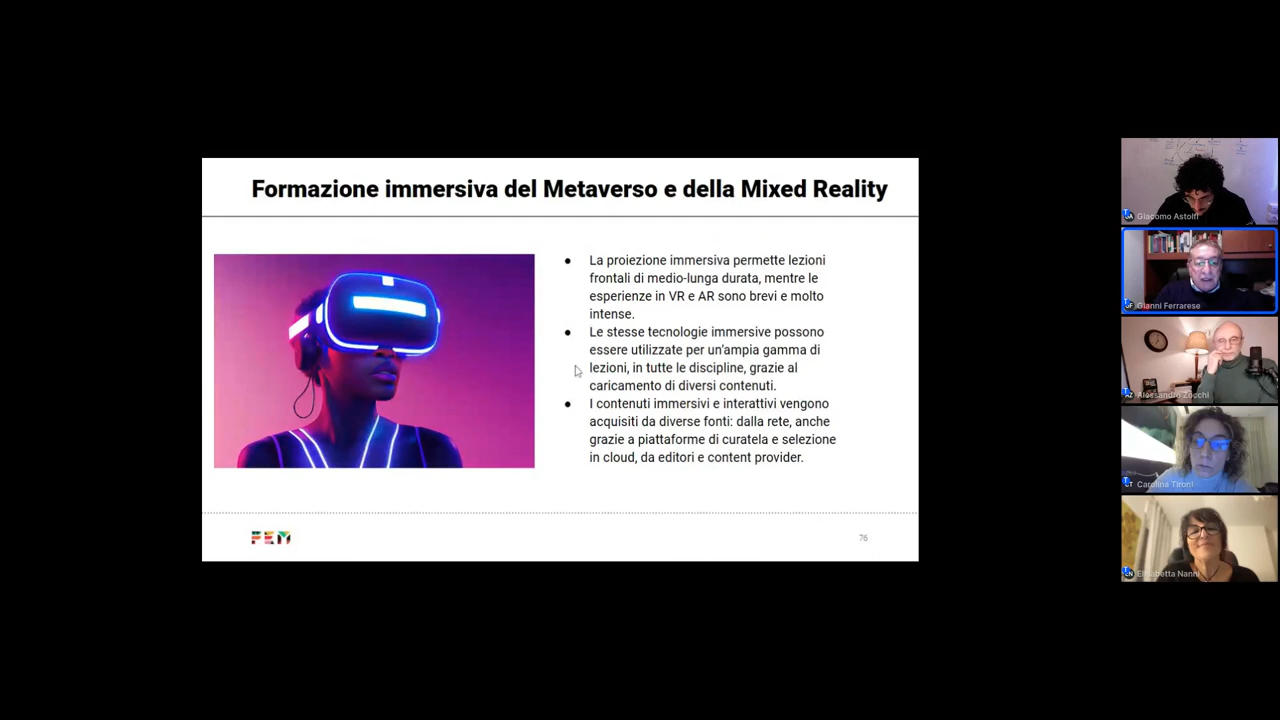 Formazione immersiva del Metaverso e della Mixed Reality
● La proiezione immersiva permette lezioni
frontali di medio-lunga durata, mentre le
esperienze in VR e AR sono brevi e molto
intense.
● Le stesse tecnologie immersive possono
essere utilizzate per un'ampia gamma di
lezioni, in tutte le discipline, grazie al
caricamento di diversi contenuti.
● I contenuti immersivi e interattivi vengono
acquisiti da diverse fonti: dalla rete, anche
grazie a piattaforme di curatela e selezione
in cloud, da editori e content provider.
FEM
76
Giacomo Astolfi
Gianni Ferrarese
Alessandro Zocchi
Carolina Tironi
Elisabetta Nanni